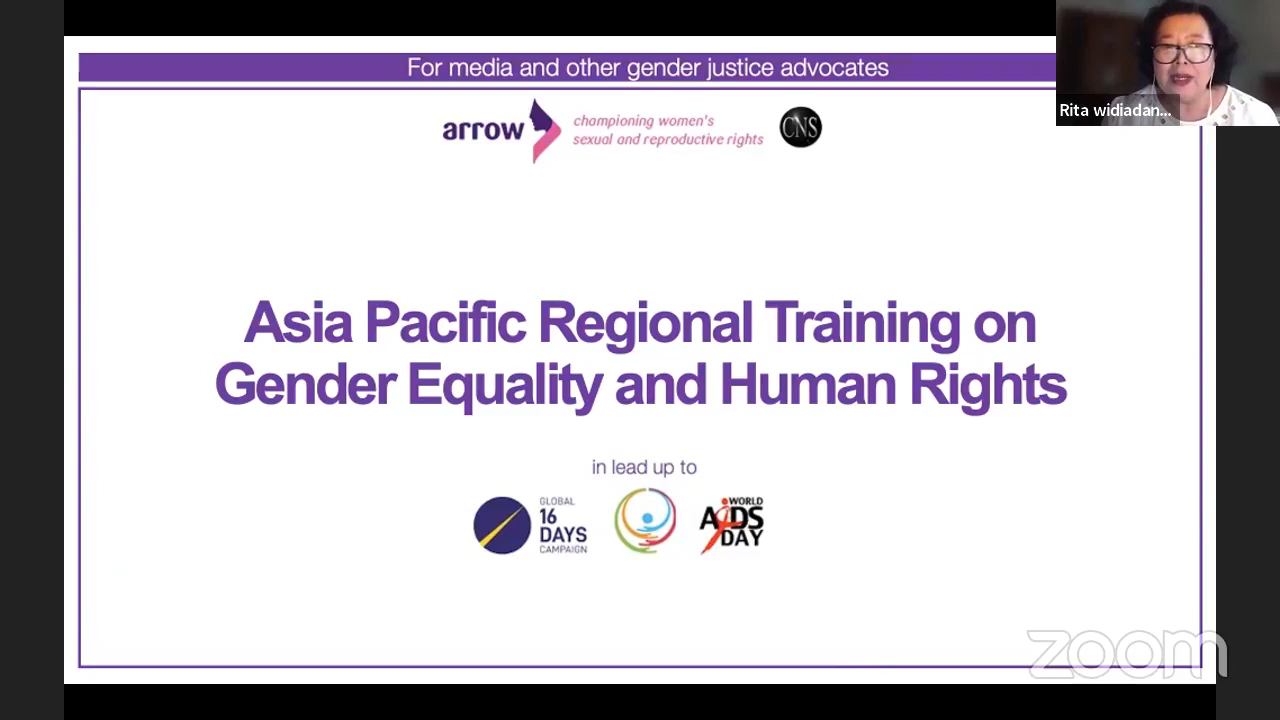 For media and other gender justice advocates
Rita widiadan...
arrow
championing women's
sexual and reproductive rights
CNS
Asia Pacific Regional Training on
Gender Equality and Human Rights
in lead up to
GLOBAL
16
DAYS
CAMPAIGN
WORLD
AIDS
DAY
zoom